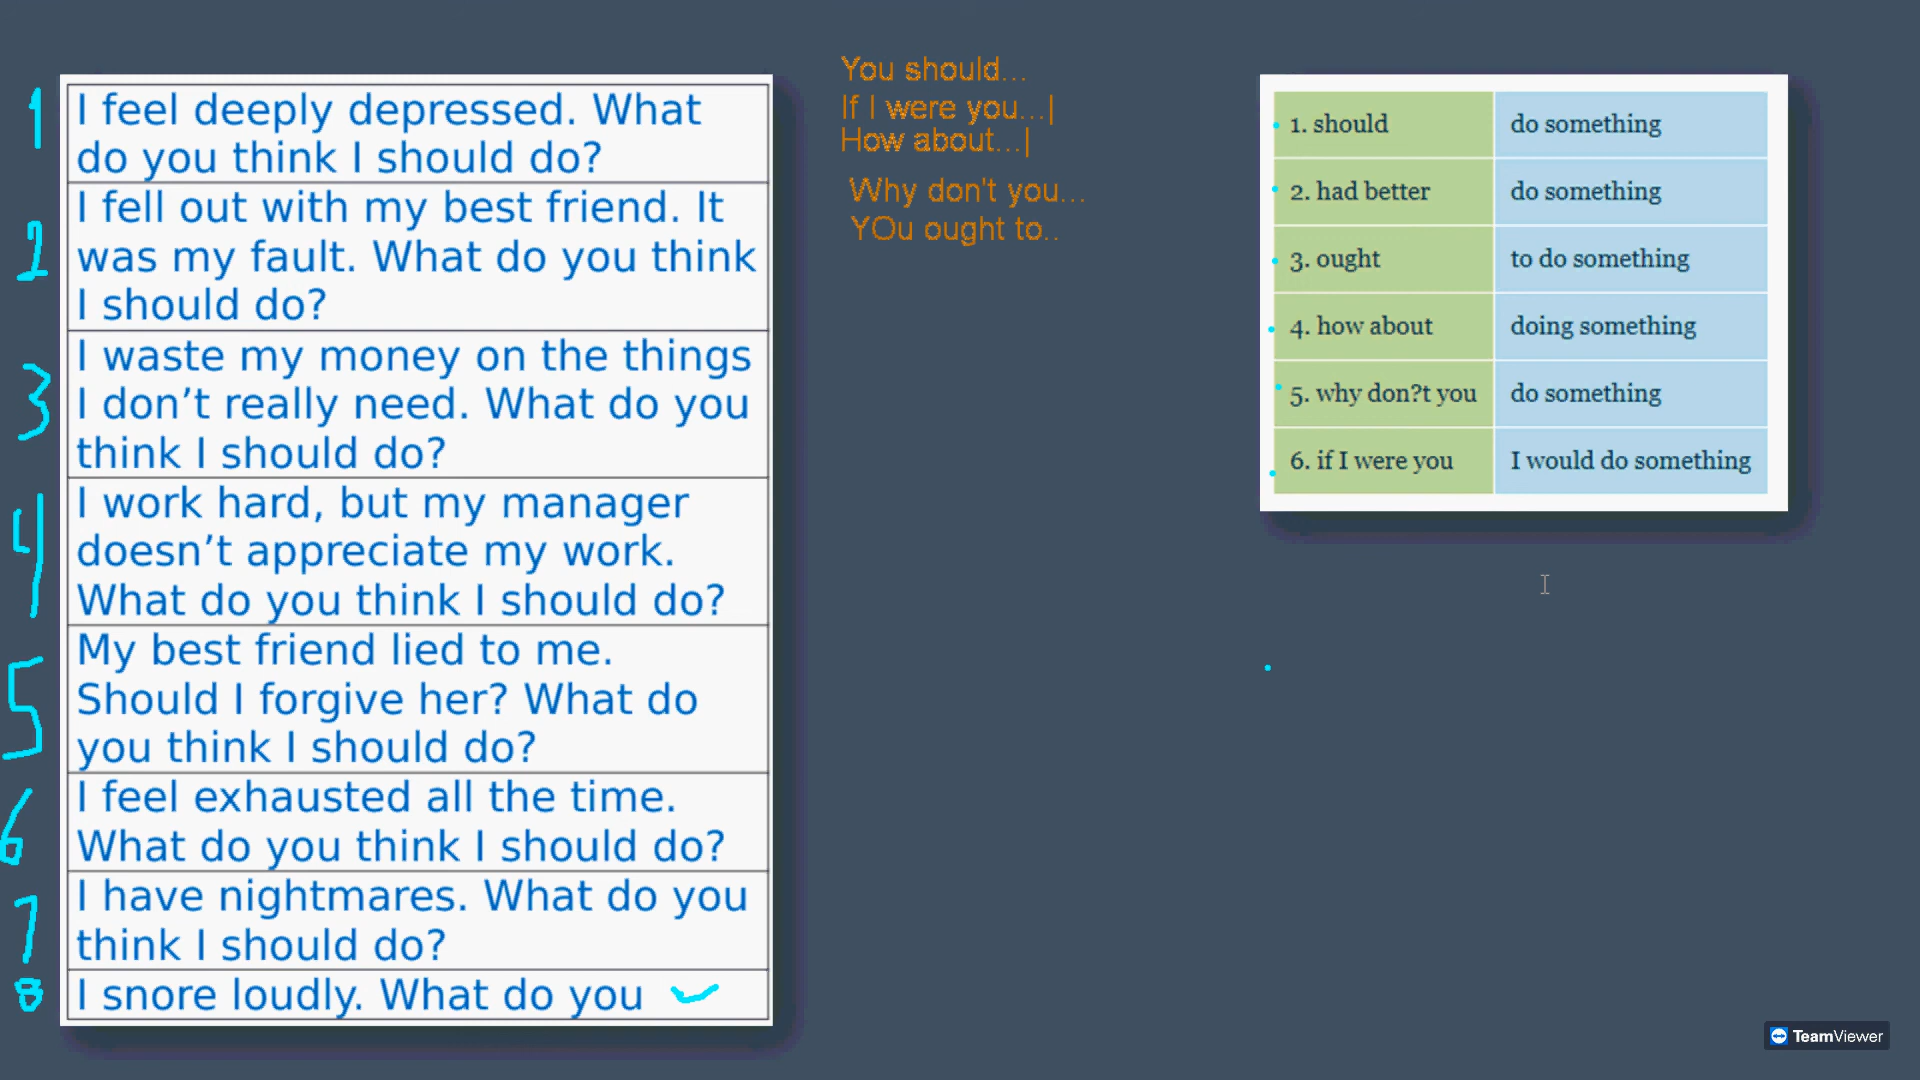 1
I feel deeply depressed. What
do you think I should do?
2
I fell out with my best friend. It
was my fault. What do you think
I should do?
3
I waste my money on the things
I don’t really need. What do you
think I should do?
4
I work hard, but my manager
doesn’t appreciate my work.
What do you think I should do?
5
My best friend lied to me.
Should I forgive her? What do
you think I should do?
6
I feel exhausted all the time.
What do you think I should do?
7
I have nightmares. What do you
think I should do?
8
I snore loudly. What do you
You should...
If I were you...|
How about...|
Why don't you...
YOu ought to..
1. should do something
2. had better do something
3. ought to do something
4. how about doing something
5. why don?t you do something
6. if I were you I would do something
TeamViewer